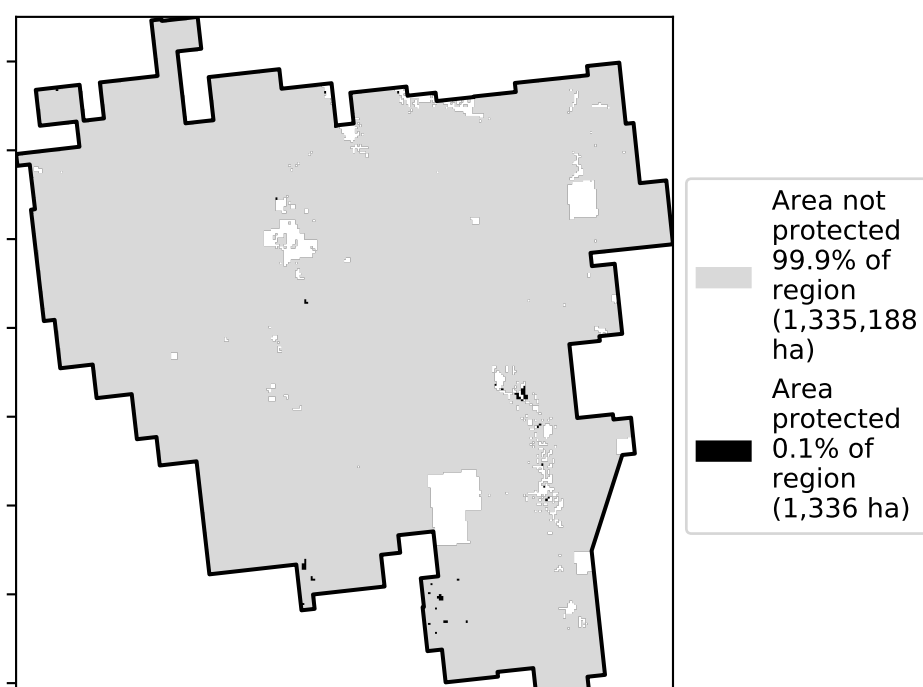 Area not
protected
99.9% of
region
(1,335,188
ha)
Area
protected
0.1% of
region
(1,336 ha)